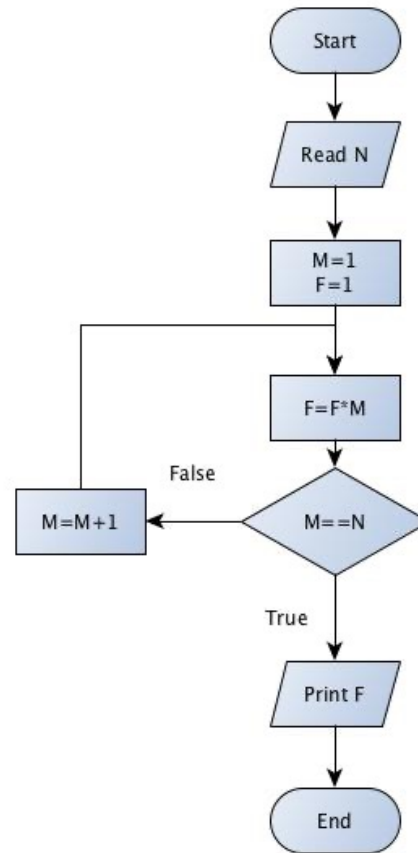 Start
Read N
M=1
F=1
F=F*M
False
M=M+1
M==N
True
Print F
End